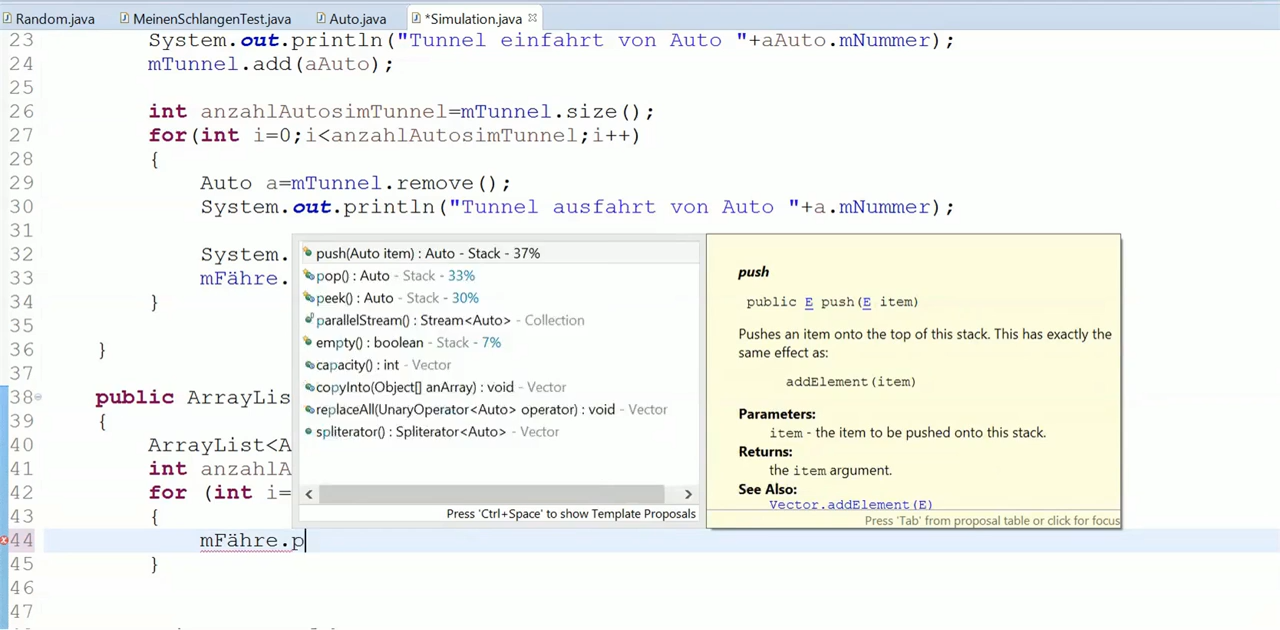 Random.java MeinenSchlangenTest.java Auto.java *Simulation.java
23 System.out.println("Tunnel einfahrt von Auto "+aAuto.mNummer);
24 mTunnel.add(aAuto);
25
26 int anzahlAutosimTunnel=mTunnel.size();
27 for(int i=0;i<anzahlAutosimTunnel;i++)
28 {
29 Auto a=mTunnel.remove();
30 System.out.println("Tunnel ausfahrt von Auto "+a.mNummer);
31
32 System.
33 mFähre.
34 }
35
36 }
37
38 public ArrayLis
39 {
40 ArrayList<A
41 int anzahlA
42 for (int i=
43 {
44 mFähre.p
45 }
46
47
push(Auto item) : Auto - Stack - 37%
pop() : Auto - Stack - 33%
peek() : Auto - Stack - 30%
parallelStream() : Stream<Auto> - Collection
empty() : boolean - Stack - 7%
capacity() : int - Vector
copyInto(Object[] anArray) : void - Vector
replaceAll(UnaryOperator<Auto> operator) : void - Vector
spliterator() : Spliterator<Auto> - Vector
Press 'Ctrl+Space' to show Template Proposals
push
public E push(E item)
Pushes an item onto the top of this stack. This has exactly the
same effect as:
addElement(item)
Parameters:
item - the item to be pushed onto this stack.
Returns:
the item argument.
See Also:
Vector.addElement(E)
Press 'Tab' from proposal table or click for focus